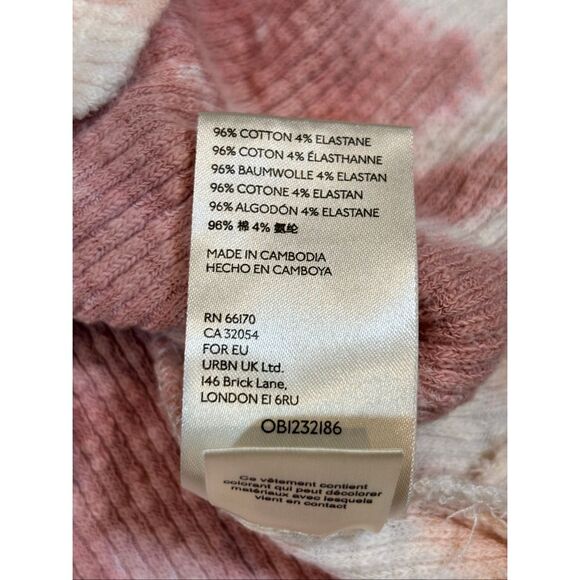 96% COTTON 4% ELASTANE
96% COTON 4% ÉLASTHANNE
96% BAUMWOLLE 4% ELASTAN
96% COTONE 4% ELASTAN
96% ALGODÓN 4% ELASTANE
96% 棉 4% 氨纶
MADE IN CAMBODIA
HECHO EN CAMBOYA
RN 66170
CA 32054
FOR EU
URBN UK Ltd.
146 Brick Lane,
LONDON E1 6RU
OB1232186
Ce vêtement contient
colorant qui peut décolorer
matériaux avec lesquels
vient en contact